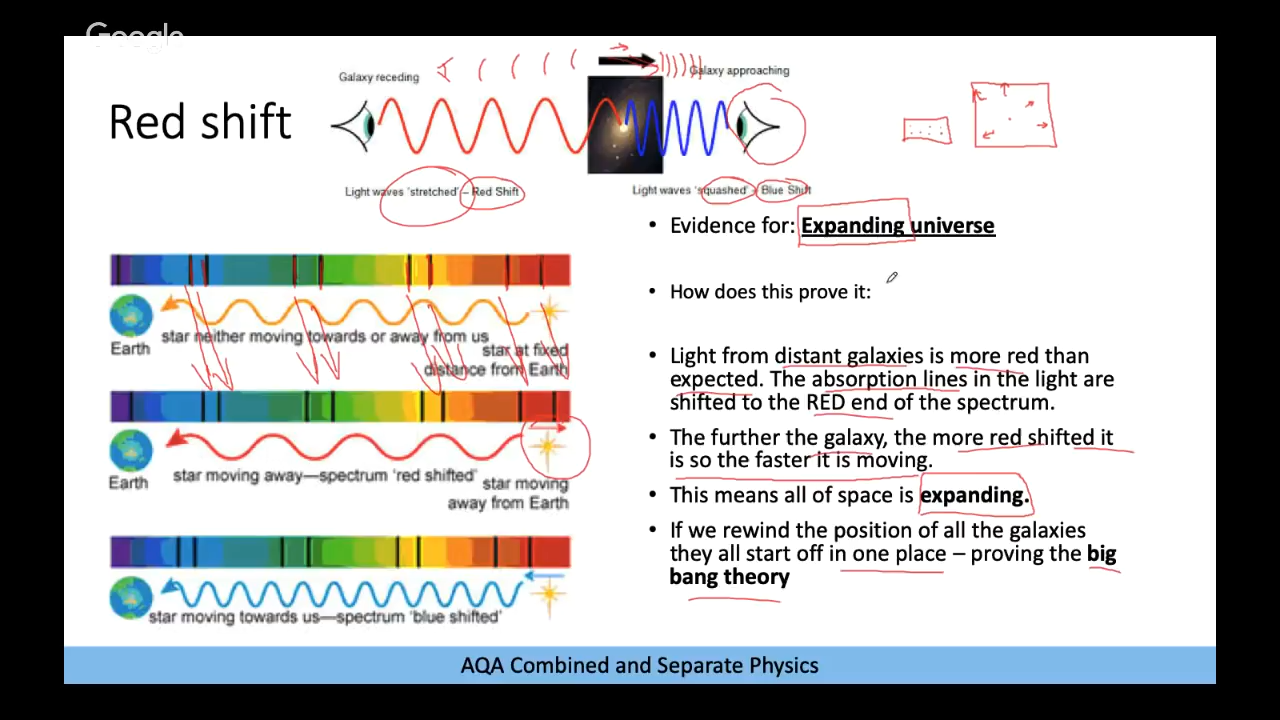 Google
Galaxy receding
Galaxy approaching
Red shift
Light waves 'stretched' – Red Shift
Light waves 'squashed' - Blue Shift
• Evidence for: Expanding universe
• How does this prove it:
star neither moving towards or away from us
Earth
star at fixed
distance from Earth
• Light from distant galaxies is more red than
expected. The absorption lines in the light are
shifted to the RED end of the spectrum.
• The further the galaxy, the more red shifted it
is so the faster it is moving.
star moving away—spectrum 'red shifted'
Earth
star moving
away from Earth
• This means all of space is expanding.
• If we rewind the position of all the galaxies
they all start off in one place – proving the big
bang theory
star moving towards us—spectrum 'blue shifted'
AQA Combined and Separate Physics